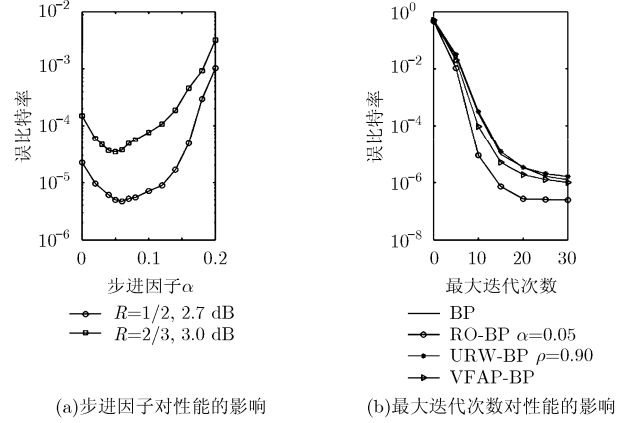 10^{-2}
10^{-3}
10^{-4}
10^{-5}
10^{-6}
误比特率
0 0.1 0.2
步进因子α
R=1/2, 2.7 dB
R=2/3, 3.0 dB
(a)步进因子对性能的影响
10^{0}
10^{-2}
10^{-4}
10^{-6}
10^{-8}
误比特率
0 10 20 30
最大迭代次数
BP
RO-BP α=0.05
URW-BP ρ=0.90
VFAP-BP
(b)最大迭代次数对性能的影响